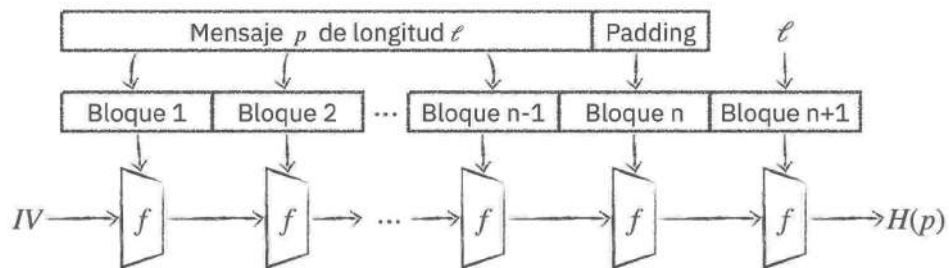 Mensaje p de longitud ℓ Padding ℓ
Bloque 1 Bloque 2 ... Bloque n-1 Bloque n Bloque n+1
IV f f ... f f f H(p)